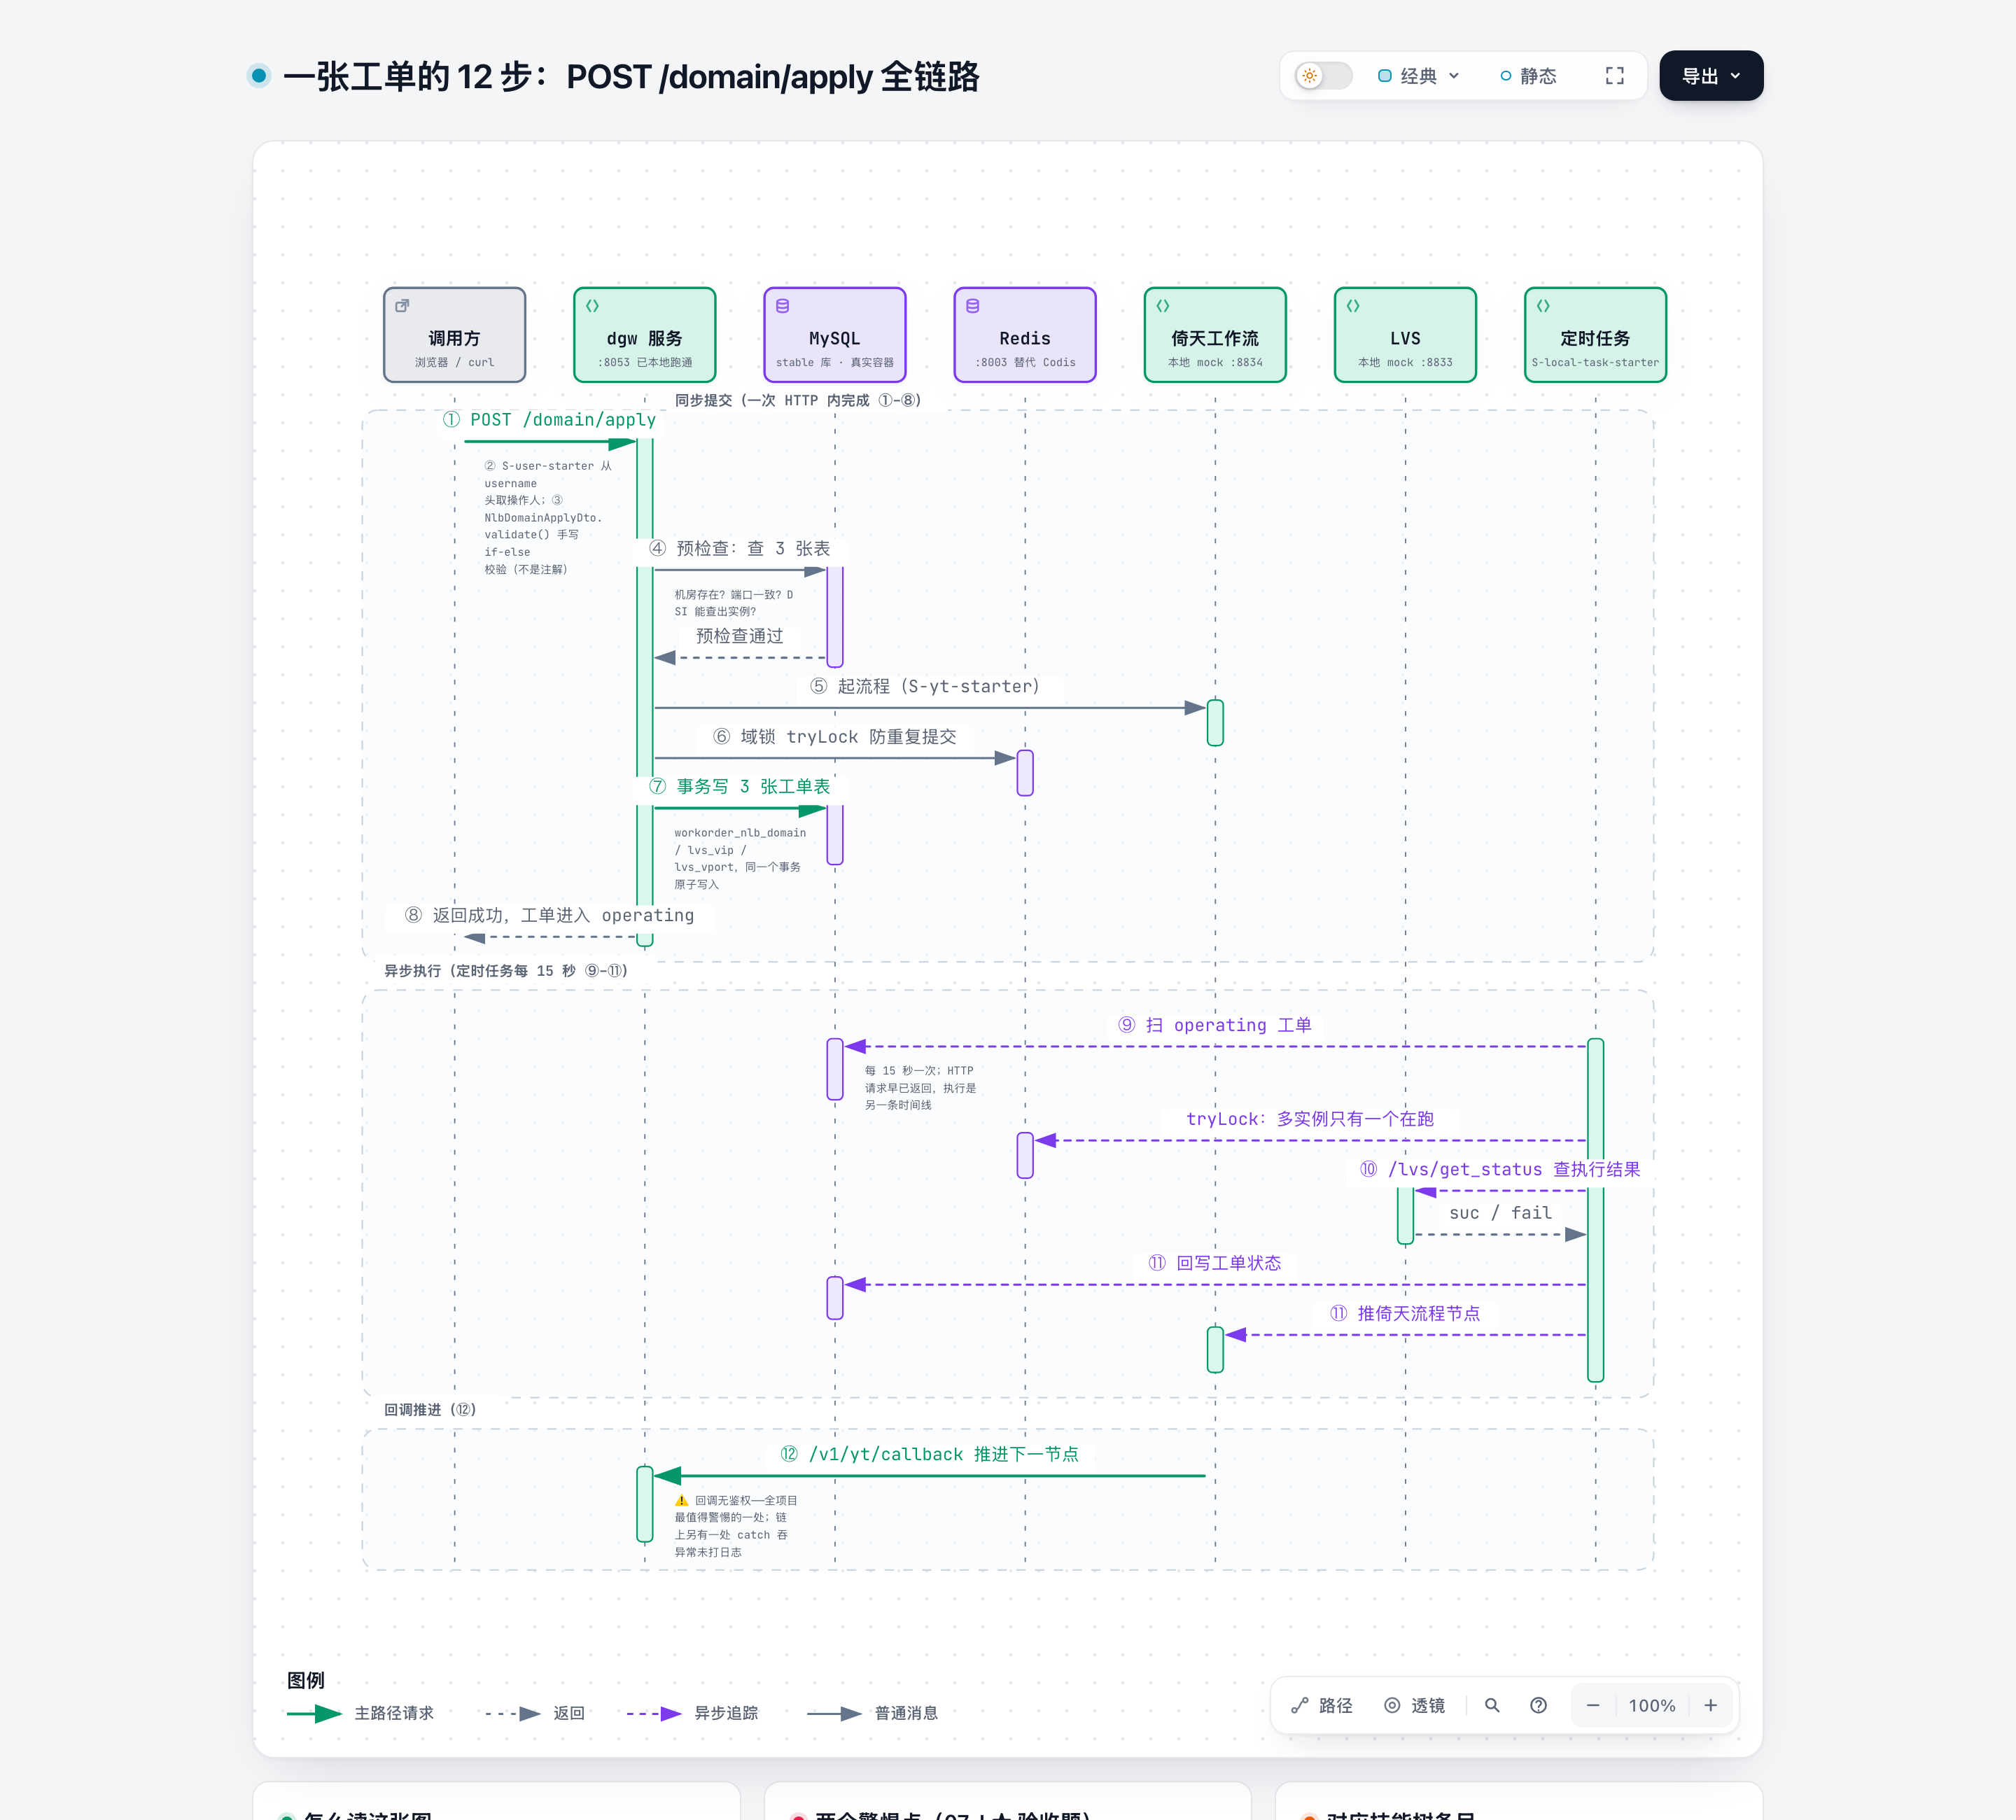 一张工单的 12 步：POST /domain/apply 全链路
经典
静态
导出
调用方
浏览器 / curl
dgw 服务
:8053 已本地跑通
MySQL
stable 库 · 真实容器
Redis
:8003 替代 Codis
倚天工作流
本地 mock :8834
LVS
本地 mock :8833
定时任务
S-local-task-starter
同步提交（一次 HTTP 内完成 ①-⑧）
① POST /domain/apply
② S-user-starter 从
username
头取操作人；③
NlbDomainApplyDto.
validate() 手写
if-else
校验（不是注解）
④ 预检查：查 3 张表
机房存在？端口一致？D
SI 能查出实例？
预检查通过
⑤ 起流程（S-yt-starter）
⑥ 域锁 tryLock 防重复提交
⑦ 事务写 3 张工单表
workorder_nlb_domain
/ lvs_vip /
lvs_vport，同一个事务
原子写入
⑧ 返回成功，工单进入 operating
异步执行（定时任务每 15 秒 ⑨-⑪）
⑨ 扫 operating 工单
每 15 秒一次；HTTP
请求早已返回，执行是
另一条时间线
tryLock：多实例只有一个在跑
⑩ /lvs/get_status 查执行结果
suc / fail
⑪ 回写工单状态
⑪ 推倚天流程节点
回调推进（⑫）
⑫ /v1/yt/callback 推进下一节点
⚠️ 回调无鉴权——全项目
最值得警惕的一处；链
上另有一处 catch 吞
异常未打日志
图例
主路径请求
返回
异步追踪
普通消息
路径
透镜
100%
怎么读这张图